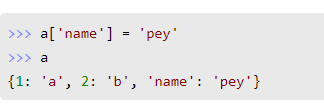 >>> a['name'] = 'pey'
>>> a
{1: 'a', 2: 'b', 'name': 'pey'}